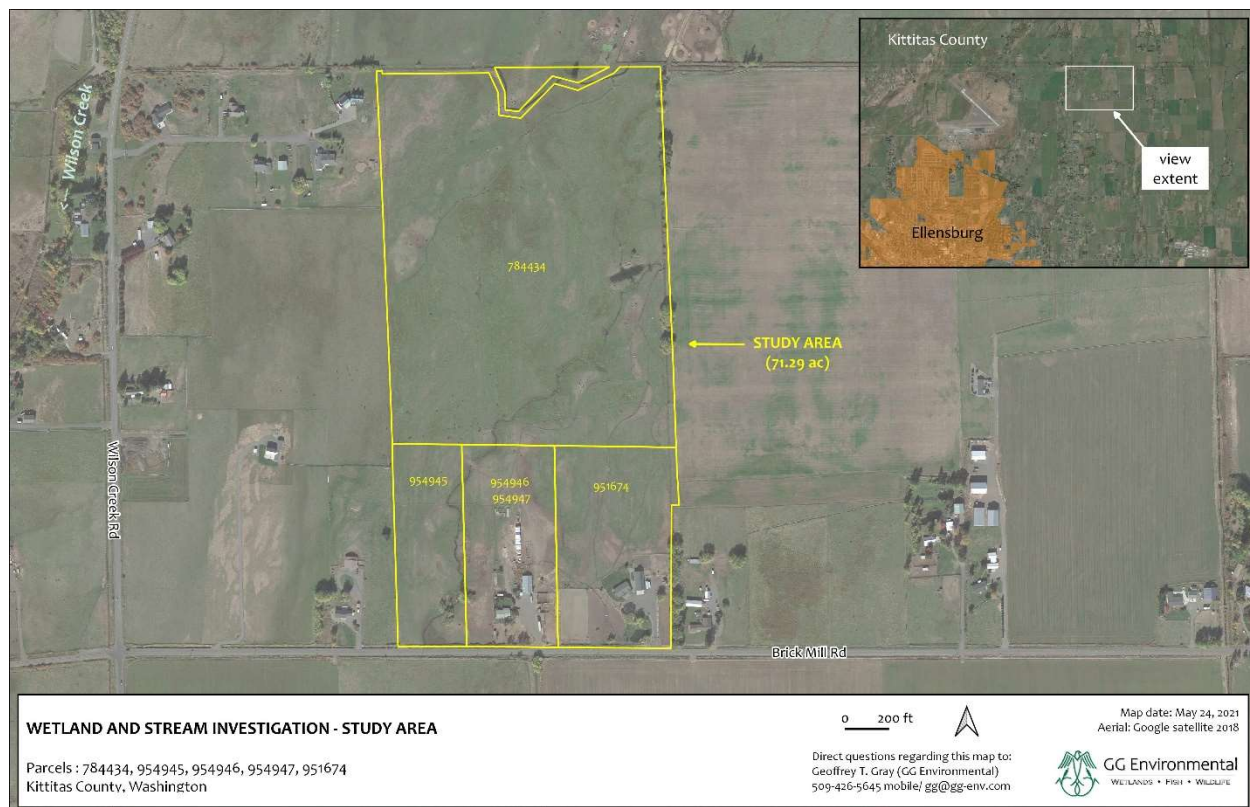 Kittitas County
view
extent
Ellensburg
Wilson Creek
784434
STUDY AREA
(71.29 ac)
954945
954946
954947
951674
Wilson Creek Rd
Brick Mill Rd
WETLAND AND STREAM INVESTIGATION - STUDY AREA
Parcels : 784434, 954945, 954946, 954947, 951674
Kittitas County, Washington
0 200 ft
Direct questions regarding this map to:
Geoffrey T. Gray (GG Environmental)
509-426-5645 mobile/ gg@gg-env.com
Map date: May 24, 2021
Aerial: Google satellite 2018
GG Environmental
WETLANDS • FISH • WILDLIFE